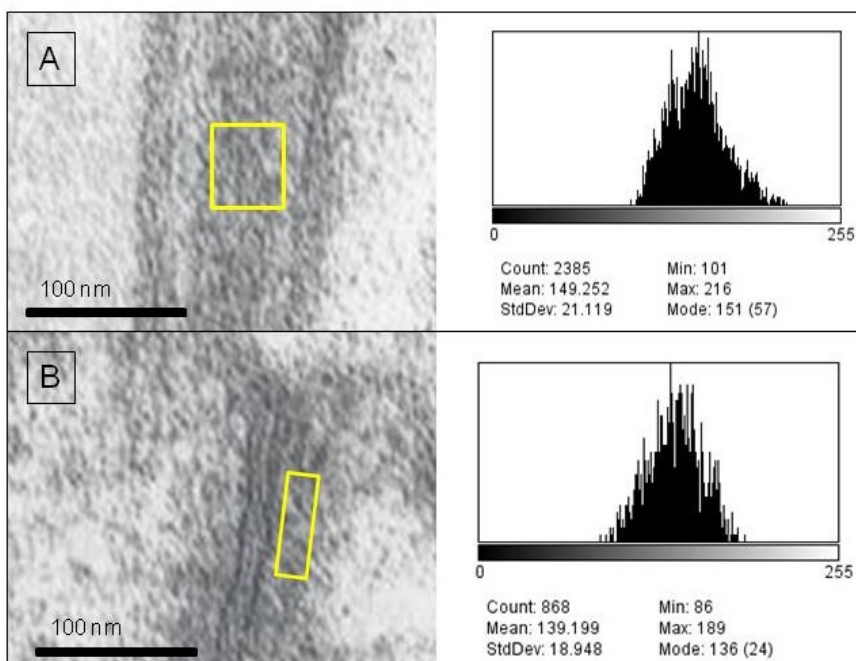 A
100 nm
0 255
Count: 2385 Min: 101
Mean: 149.252 Max: 216
StdDev: 21.119 Mode: 151 (57)
B
100 nm
0 255
Count: 868 Min: 86
Mean: 139.199 Max: 189
StdDev: 18.948 Mode: 136 (24)